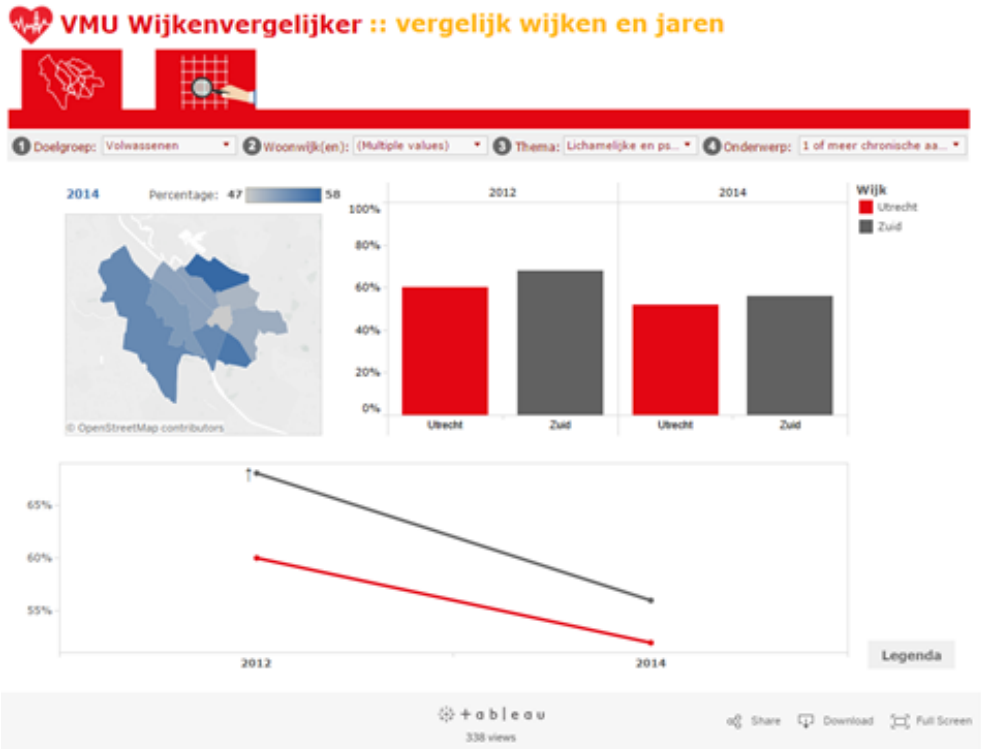 VMU Wijkenvergelijker :: vergelijk wijken en jaren
1 Doelgroep: Volwassenen 2 Woonwijk(en): (Multiple values) 3 Thema: Lichamelijke en ps... 4 Onderwerp: 1 of meer chronische aa...
2014 Percentage: 47 58
© OpenStreetMap contributors
2012 2014
100%
80%
60%
40%
20%
0%
Utrecht Zuid Utrecht Zuid
Wijk
Utrecht
Zuid
65%
60%
55%
2012 2014
Legenda
+ableau
338 views
Share Download Full Screen